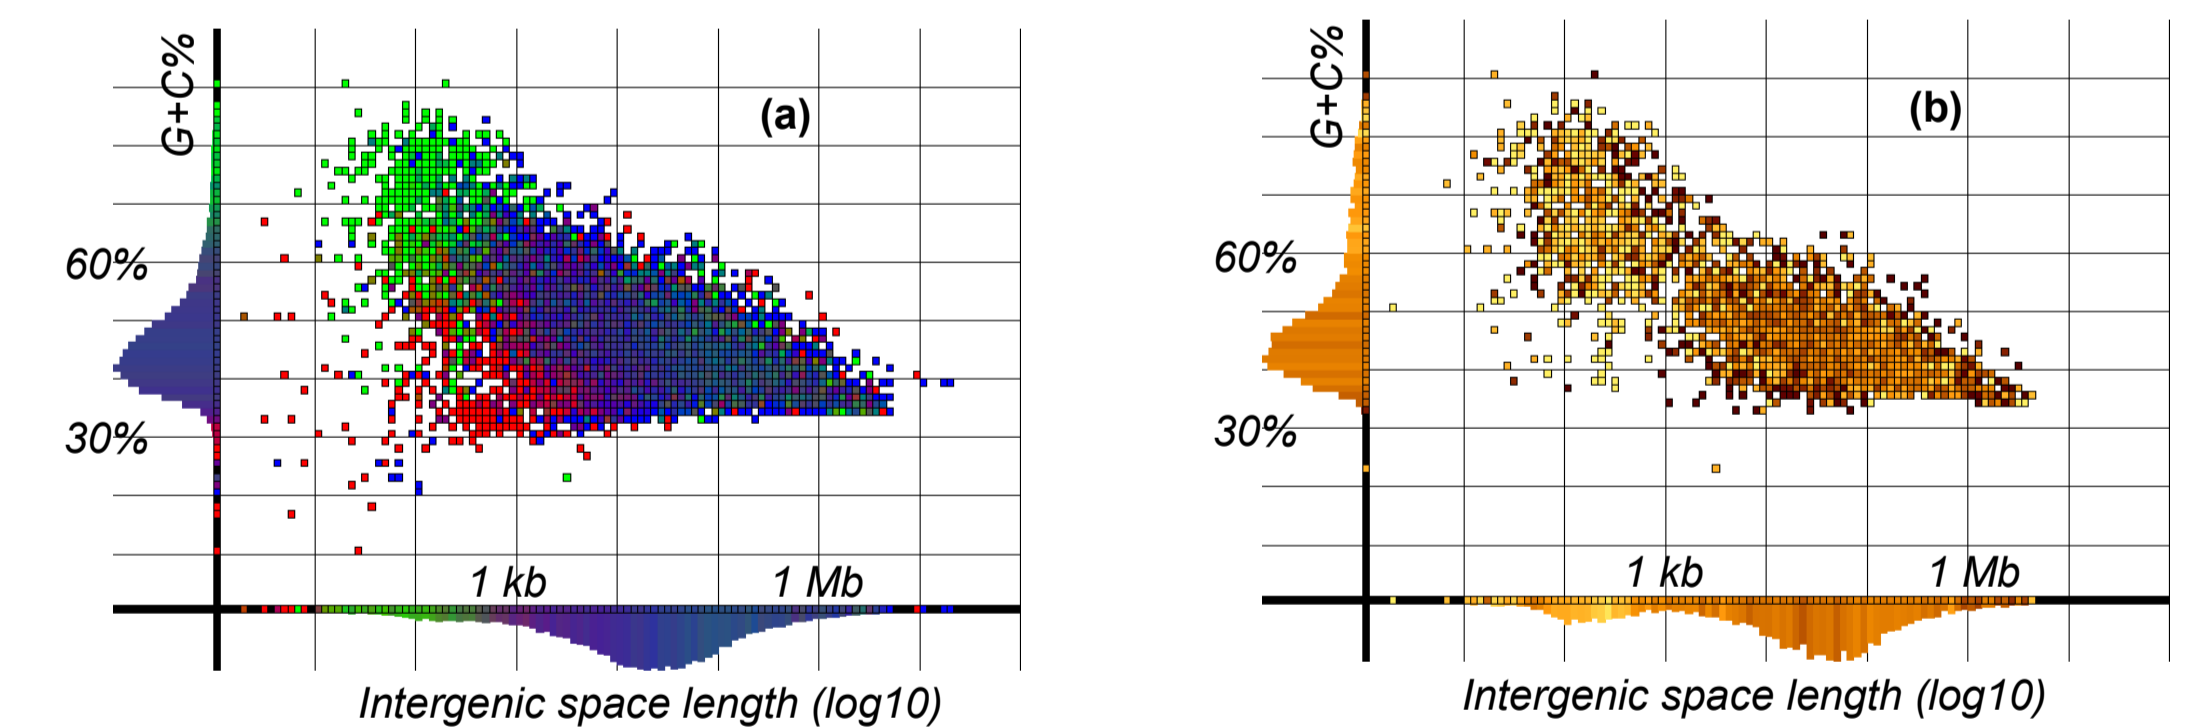 G+C%
(a)
60%
30%
1 kb
1 Mb
Intergenic space length (log10)
G+C%
(b)
60%
30%
1 kb
1 Mb
Intergenic space length (log10)